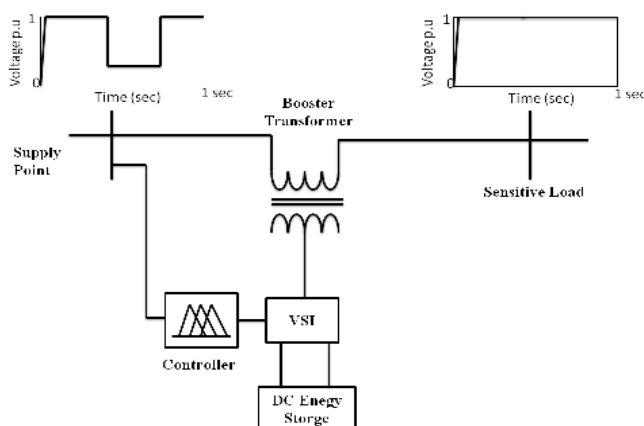 Voltage p.u
1
0
Time (sec)
1 sec
Voltage p.u
1
0
Time (sec)
1 sec
Booster
Transformer
Supply
Point
Sensitive Load
VSI
Controller
DC Enegy
Storge